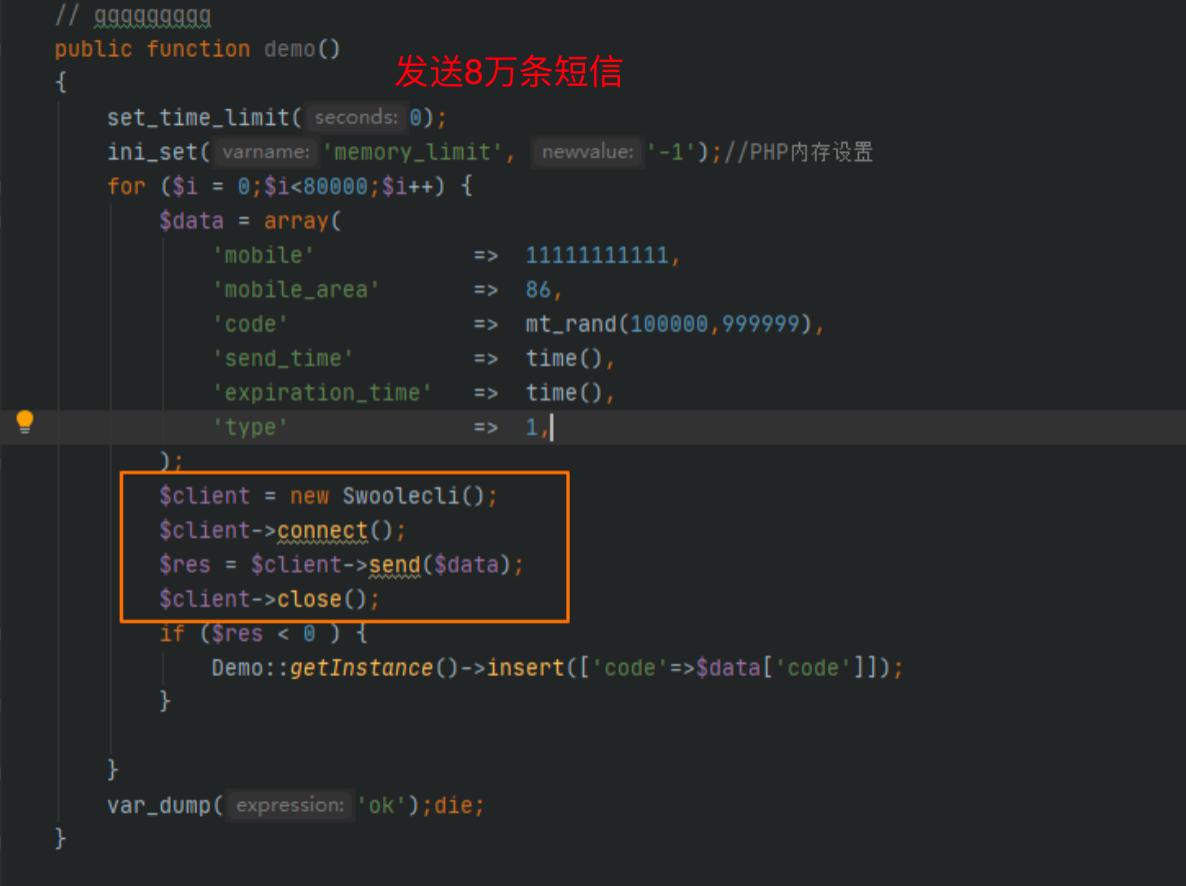 // ggggggggg
public function demo()
发送8万条短信
{
set_time_limit( seconds: 0);
ini_set( varname: 'memory_limit', newvalue: '-1');//PHP内存设置
for ($i = 0;$i<80000;$i++) {
$data = array(
'mobile' => 11111111111,
'mobile_area' => 86,
'code' => mt_rand(100000,999999),
'send_time' => time(),
'expiration_time' => time(),
'type' => 1,
);
$client = new Swoolecli();
$client->connect();
$res = $client->send($data);
$client->close();
if ($res < 0 ) {
Demo::getInstance()->insert(['code'=>$data['code']]);
}
}
var_dump( expression: 'ok');die;
}